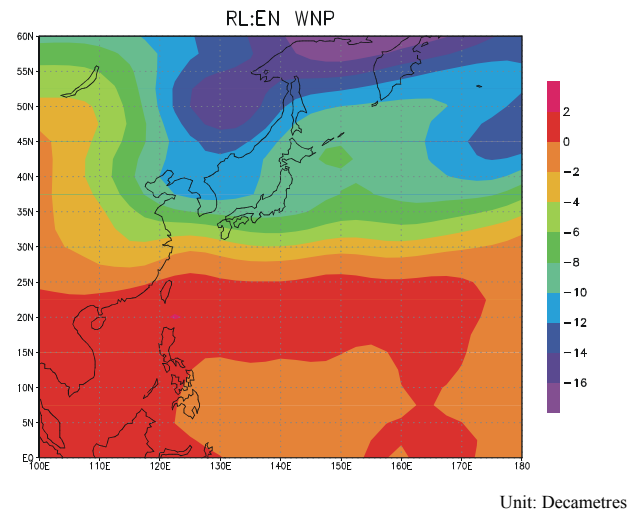 RL:EN WNP
60N
55N
50N
45N
40N
35N
30N
25N
20N
15N
10N
5N
EQ
100E 110E 120E 130E 140E 150E 160E 170E 180
2
0
−2
−4
−6
−8
−10
−12
−14
−16
Unit: Decametres